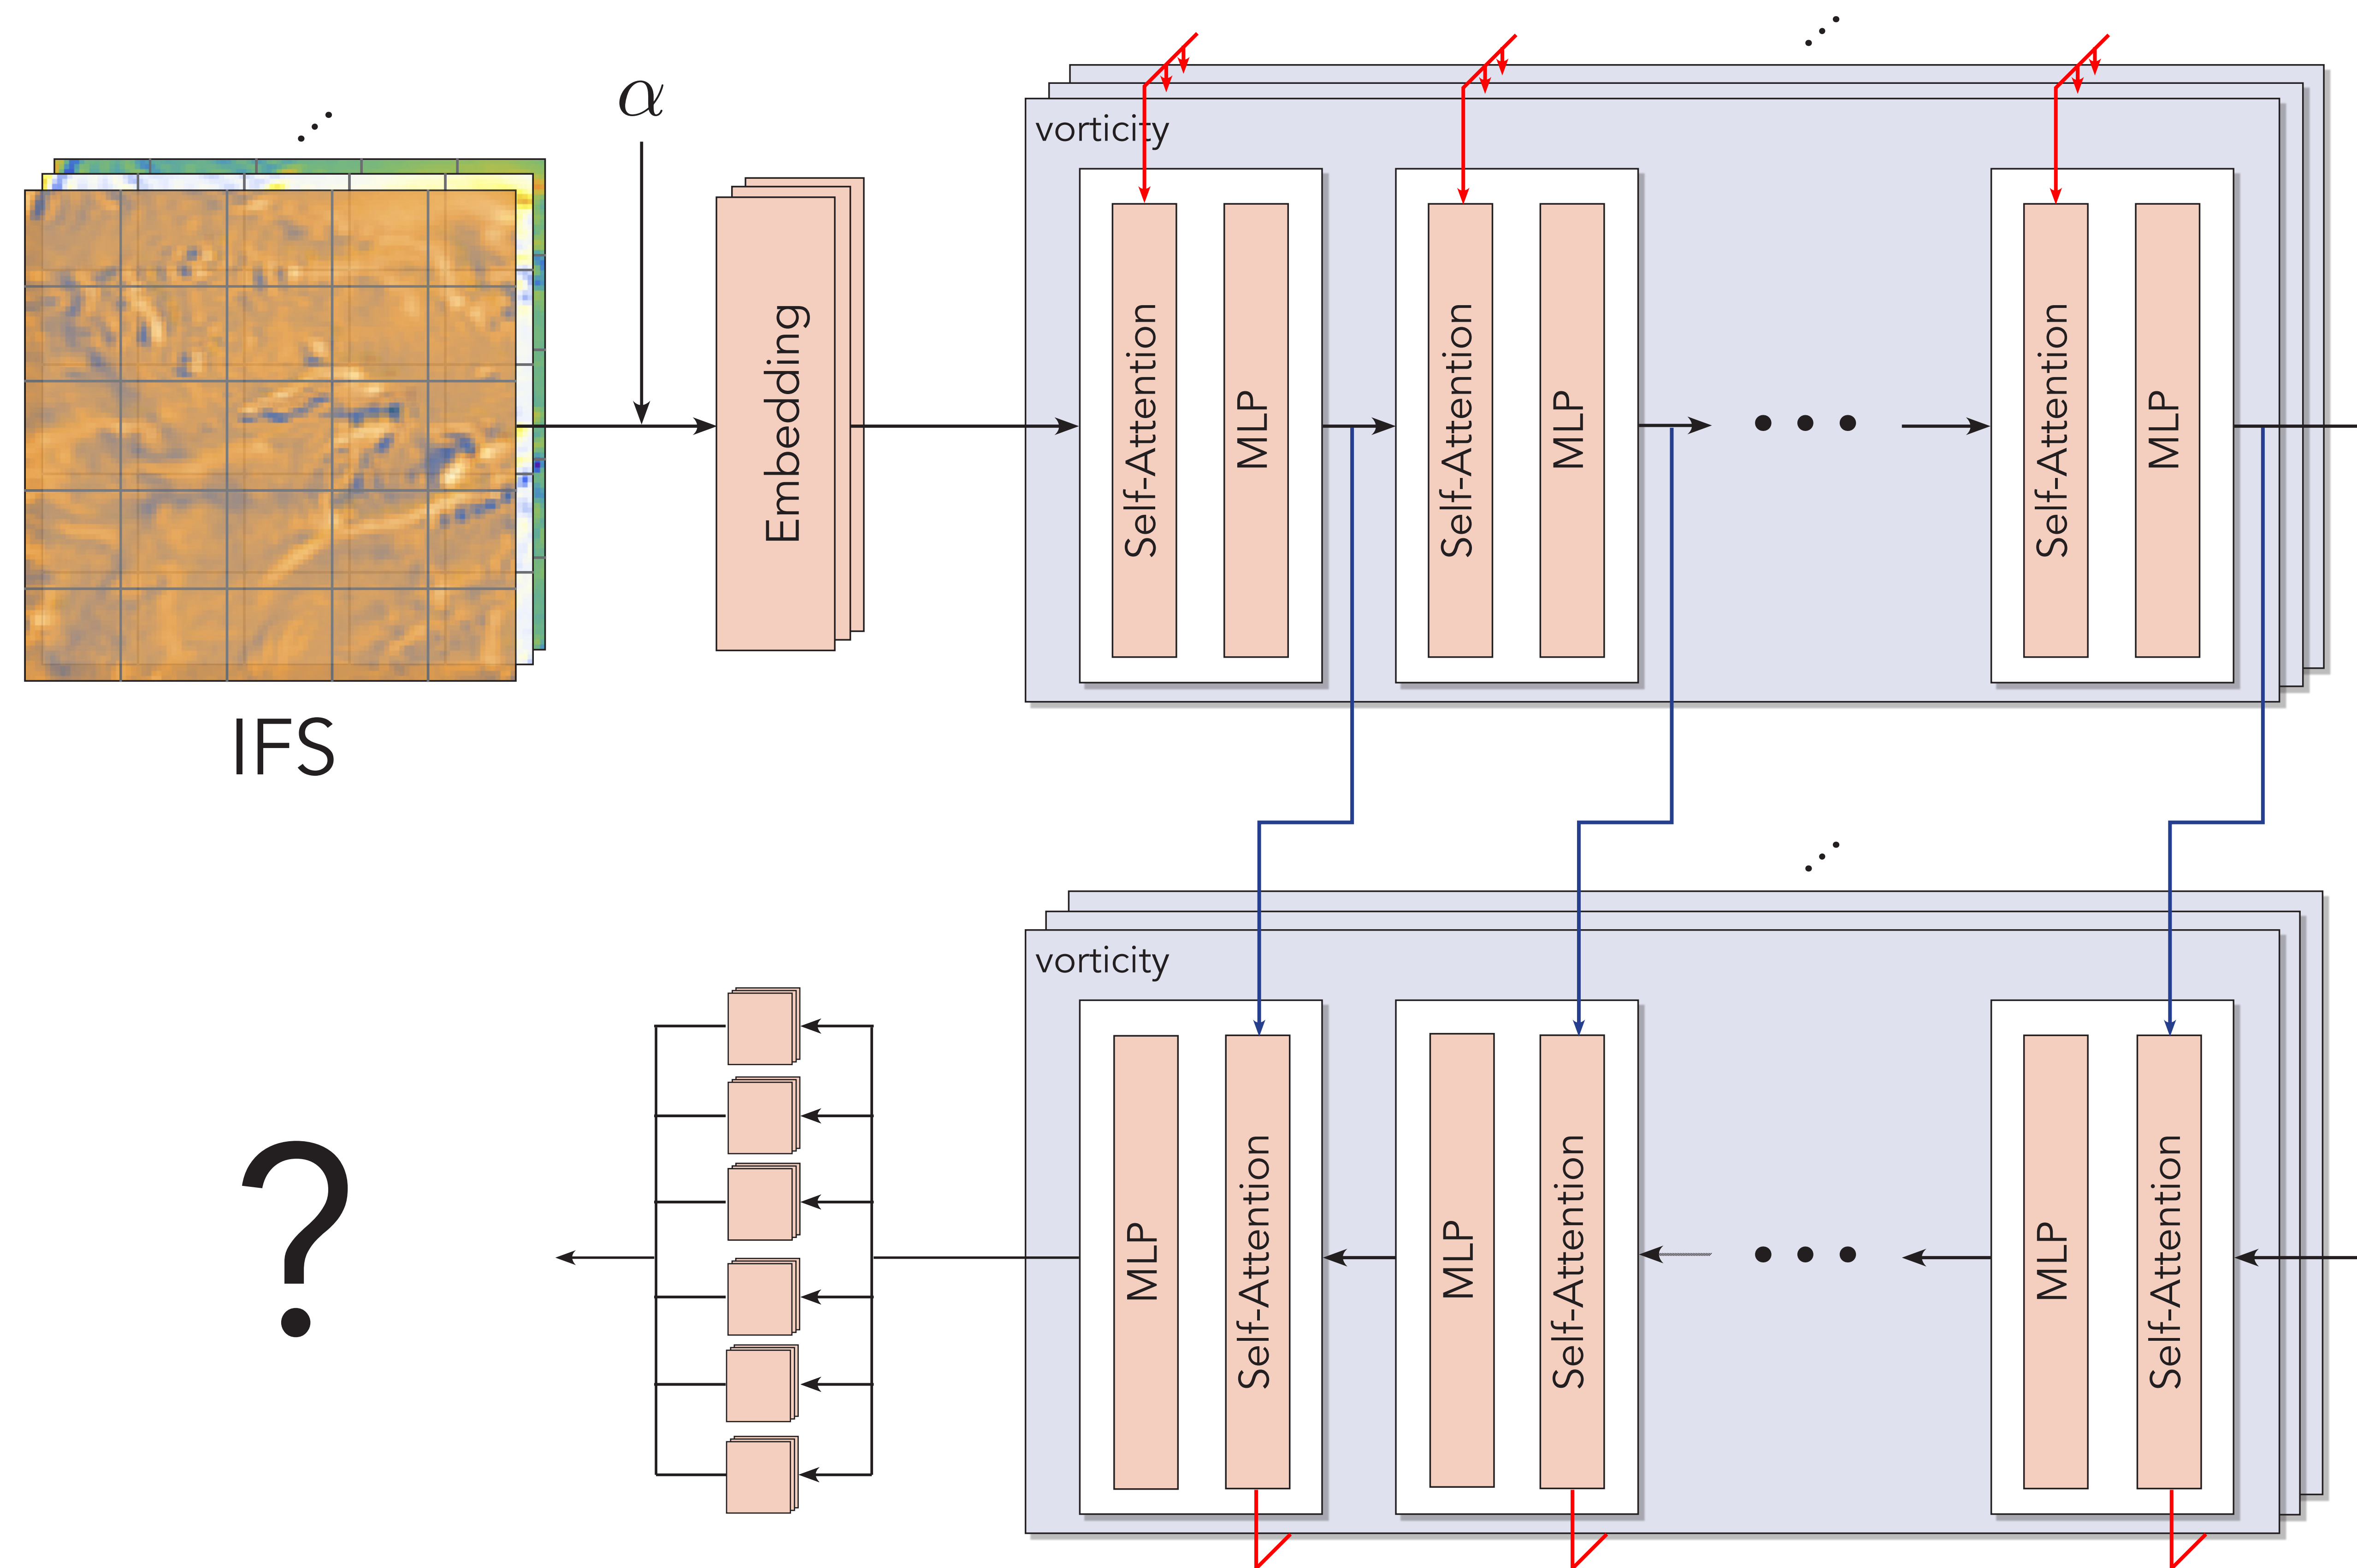 α
vorticity
Embedding
Self-Attention
MLP
Self-Attention
MLP
Self-Attention
MLP
IFS
vorticity
MLP
Self-Attention
MLP
Self-Attention
MLP
Self-Attention
?